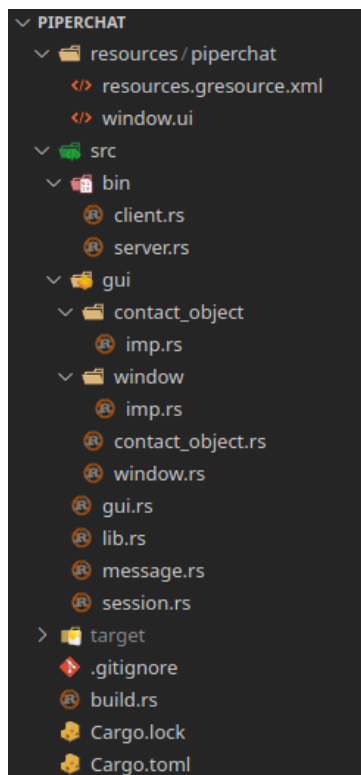 PIPERCHAT
resources / piperchat
resources.gresource.xml
window.ui
src
bin
client.rs
server.rs
gui
contact_object
imp.rs
window
imp.rs
contact_object.rs
window.rs
gui.rs
lib.rs
message.rs
session.rs
target
.gitignore
build.rs
Cargo.lock
Cargo.toml